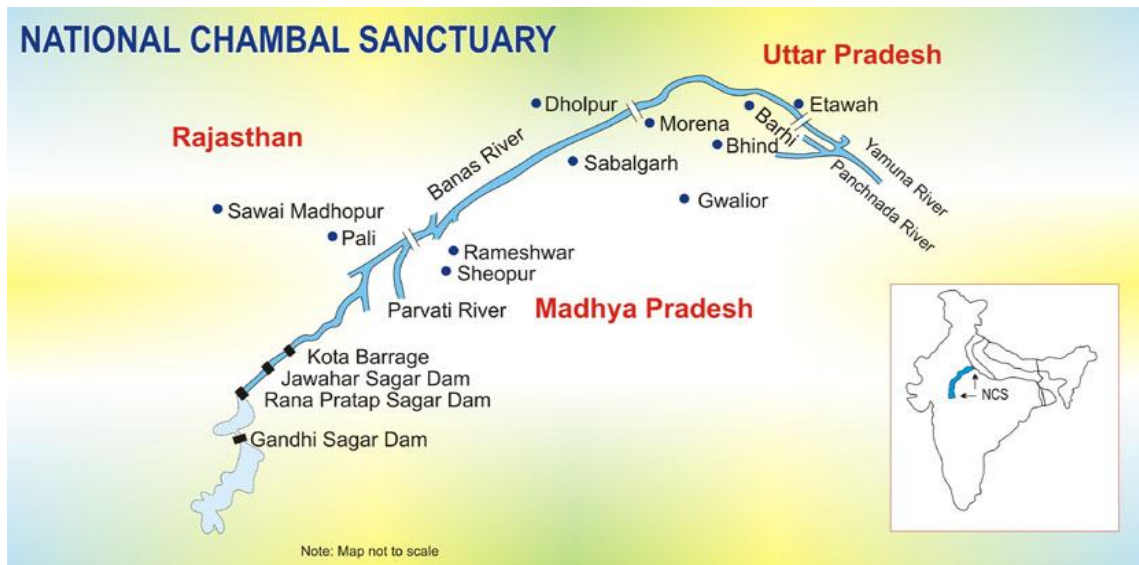 NATIONAL CHAMBAL SANCTUARY
Uttar Pradesh
Rajasthan
Dholpur
Etawah
Morena
Barhi
Bhind
Banas River
Sabalgarh
Yamuna River
Panchnada River
Gwalior
Sawai Madhopur
Pali
Rameshwar
Sheopur
Parvati River
Madhya Pradesh
Kota Barrage
Jawahar Sagar Dam
Rana Pratap Sagar Dam
Gandhi Sagar Dam
NCS
Note: Map not to scale